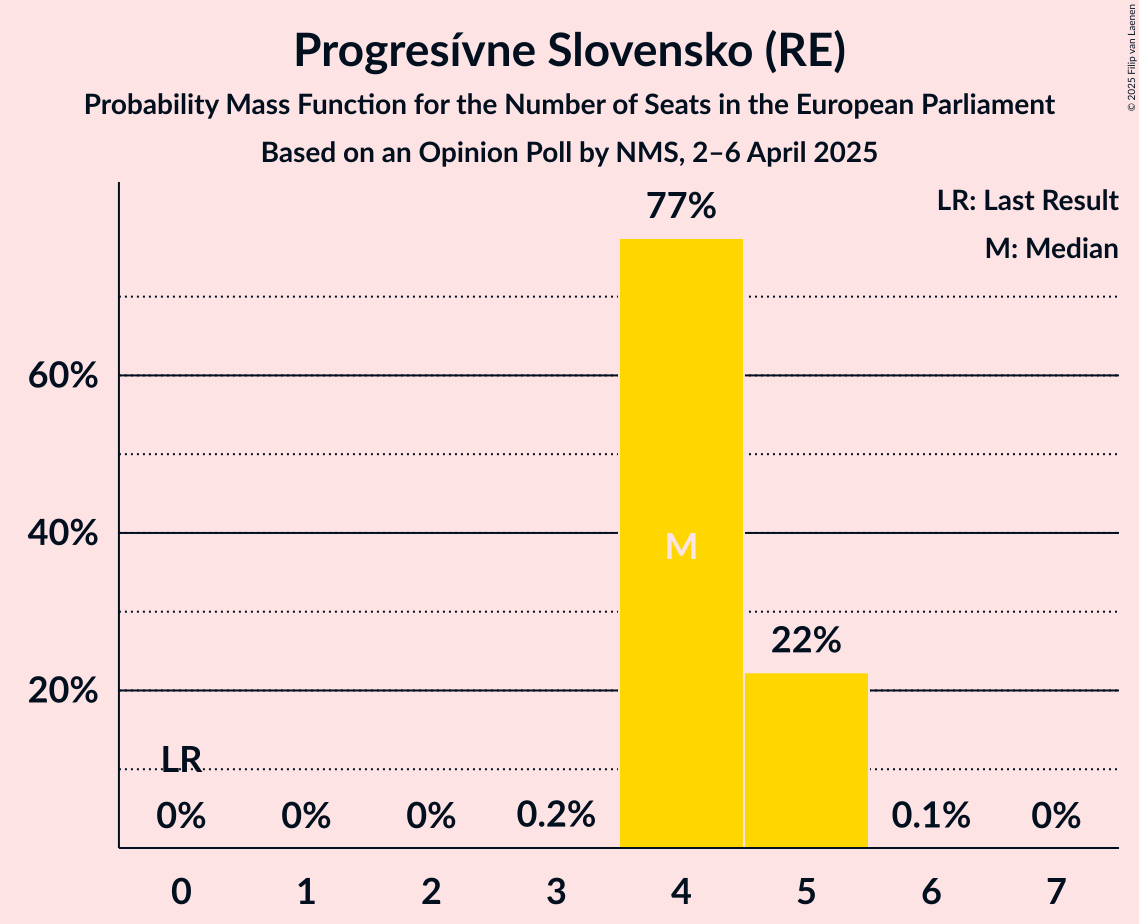 Progresívne Slovensko (RE)
Probability Mass Function for the Number of Seats in the European Parliament
Based on an Opinion Poll by NMS, 2–6 April 2025
© 2025 Filip van Laenen
LR: Last Result
M: Median
77%
60%
40%
M
22%
20%
LR
0% 0% 0% 0.2% 0.1% 0%
0 1 2 3 4 5 6 7